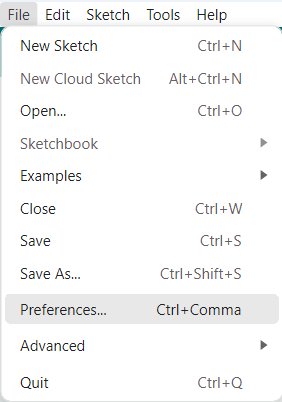 File Edit Sketch Tools Help
New Sketch Ctrl+N
New Cloud Sketch Alt+Ctrl+N
Open... Ctrl+O
Sketchbook
Examples
Close Ctrl+W
Save Ctrl+S
Save As... Ctrl+Shift+S
Preferences... Ctrl+Comma
Advanced
Quit Ctrl+Q